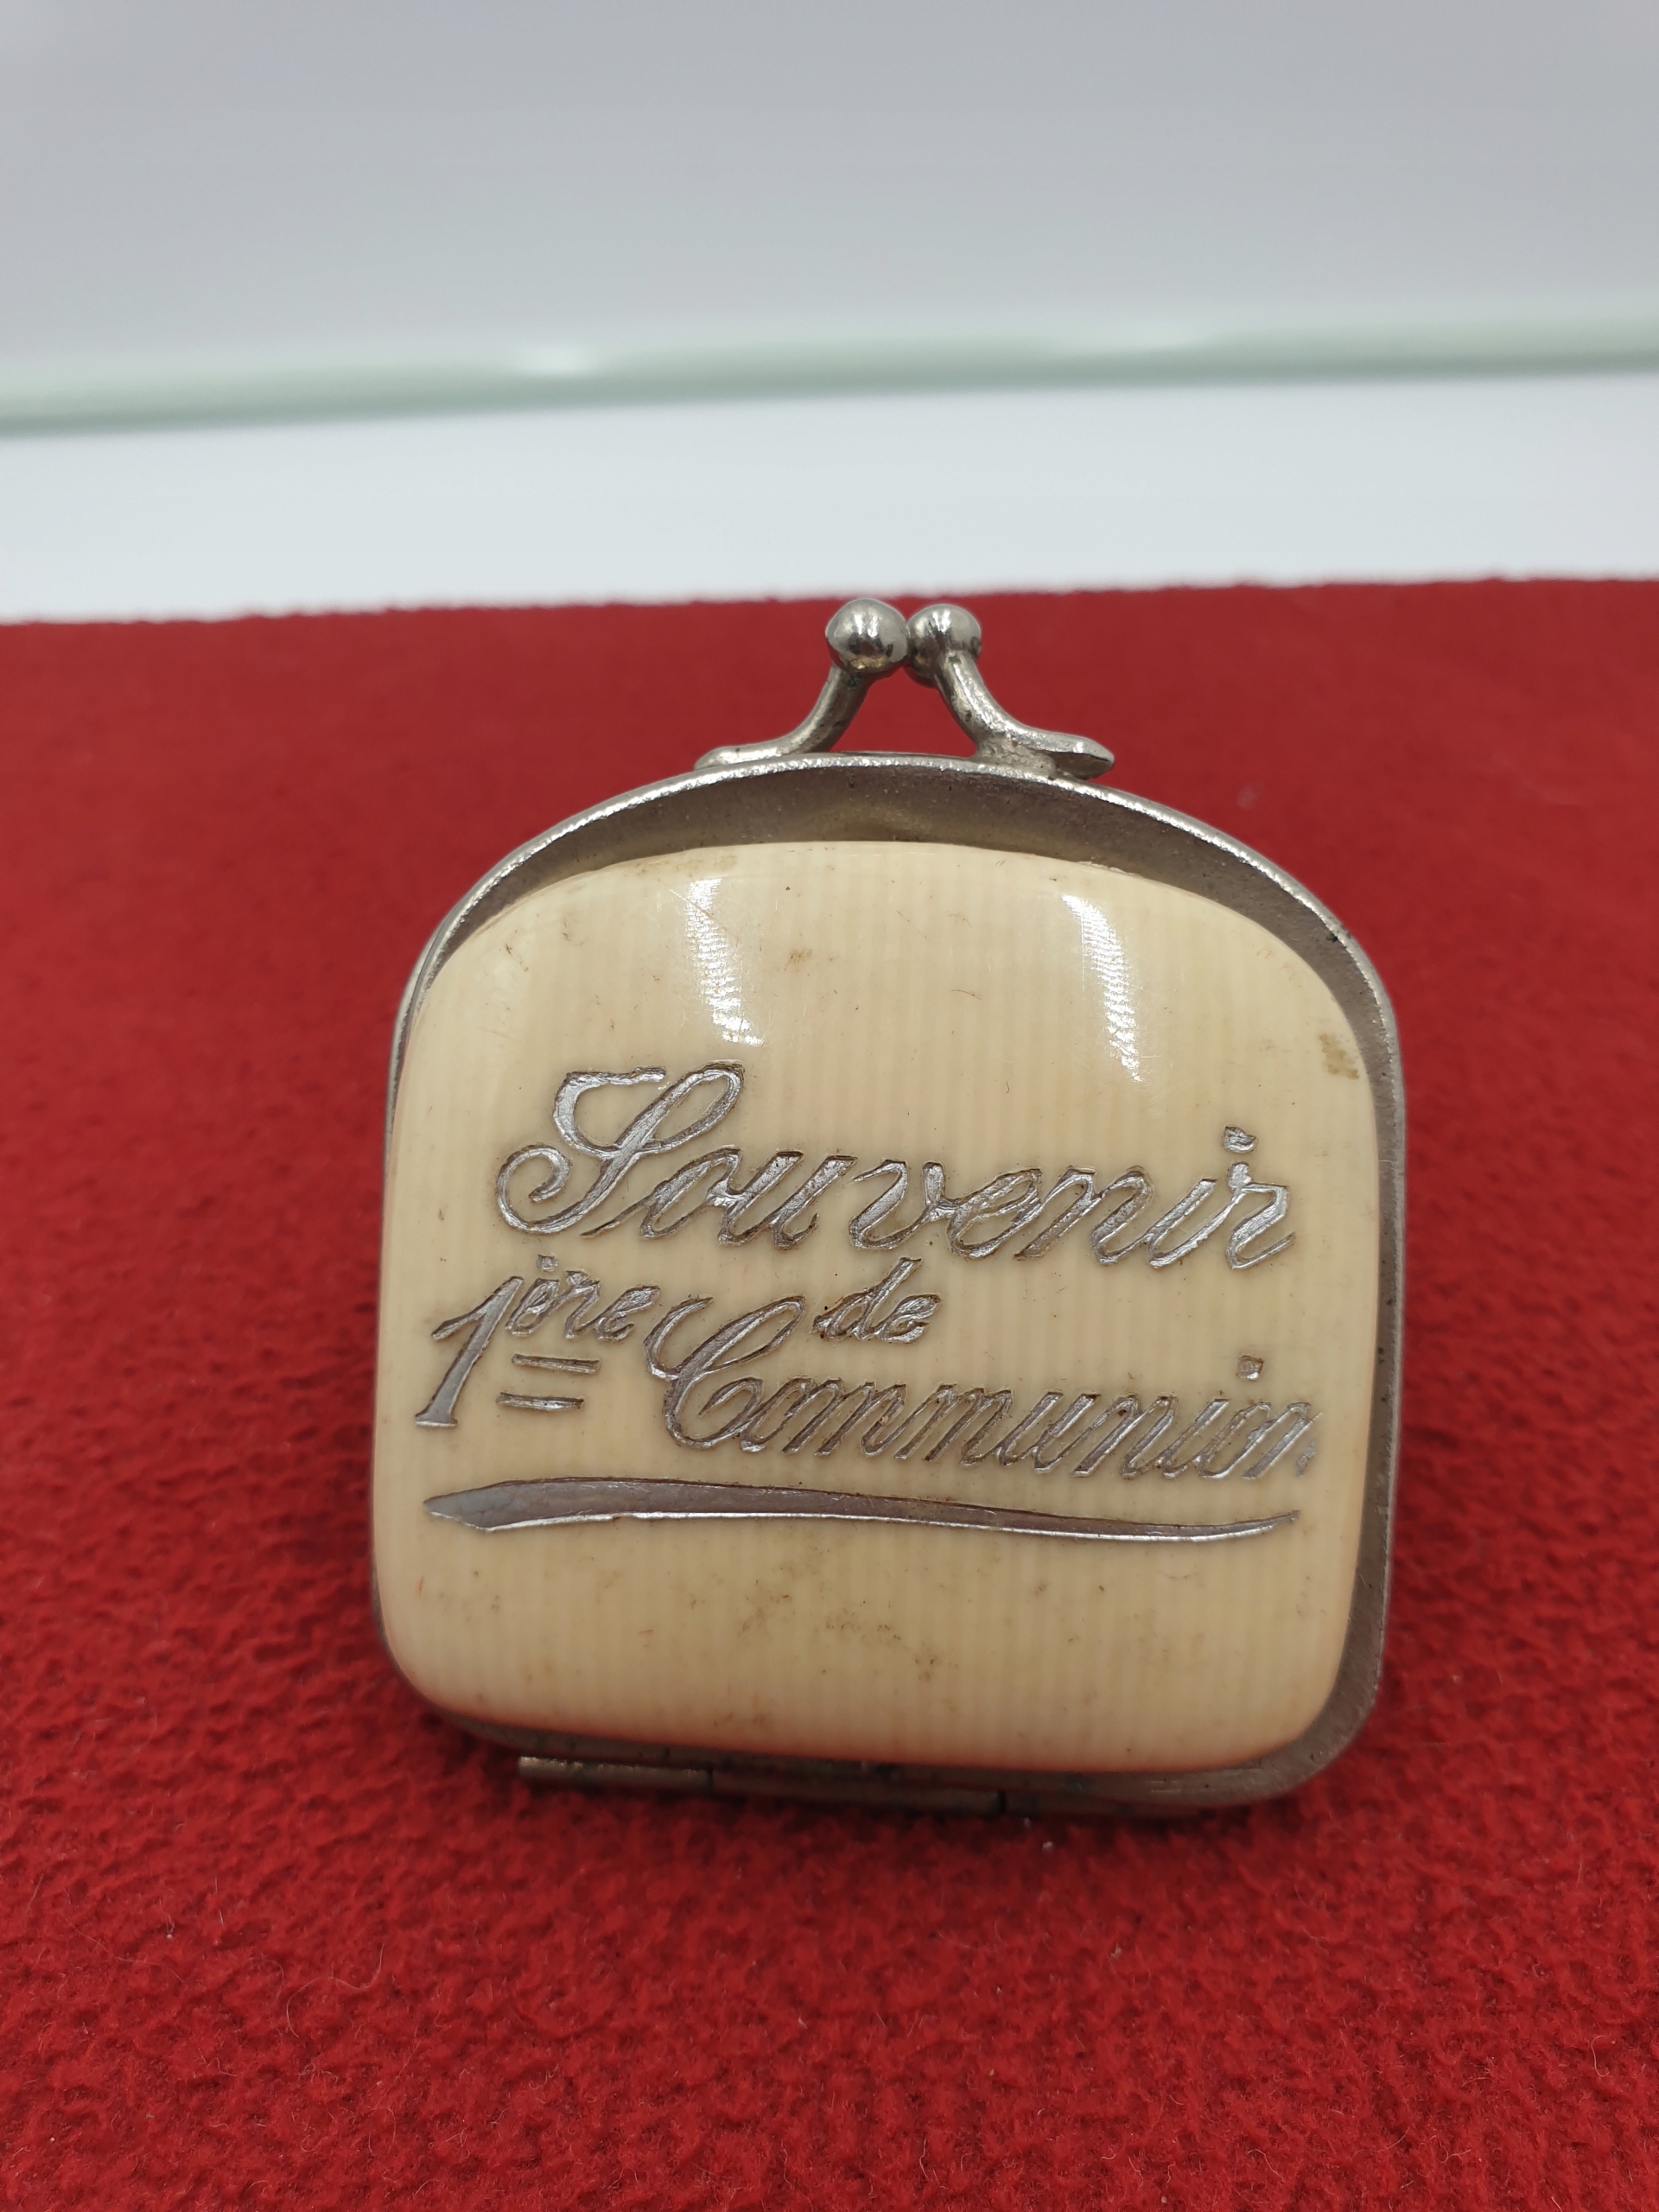 Souvenir
de
1ère Communion